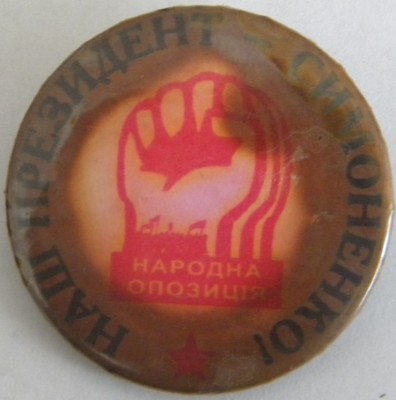 НАШ ПРЕЗИДЕНТ - СИМОНЕНКО!
НАРОДНА
ОПОЗИЦІЯ